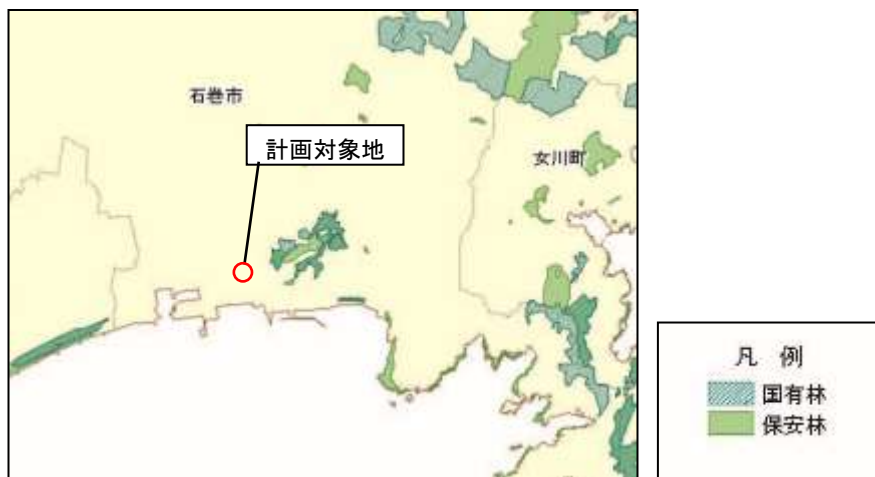 石巻市
計画対象地
女川町
凡 例
国有林
保安林